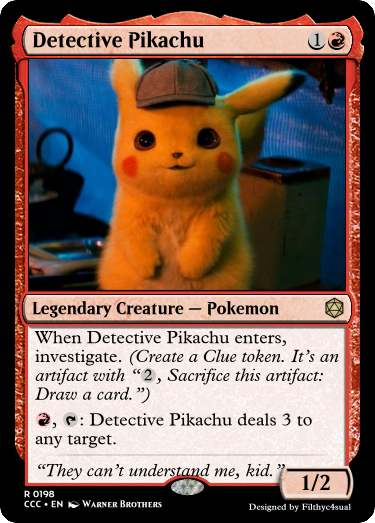 Detective Pikachu 1
Legendary Creature — Pokemon
When Detective Pikachu enters,
investigate. (Create a Clue token. It's an
artifact with “2, Sacrifice this artifact:
Draw a card.”)
, : Detective Pikachu deals 3 to
any target.
“They can't understand me, kid.”
1/2
R 0198
CCC • EN Warner Brothers
Designed by Filthyc4sual